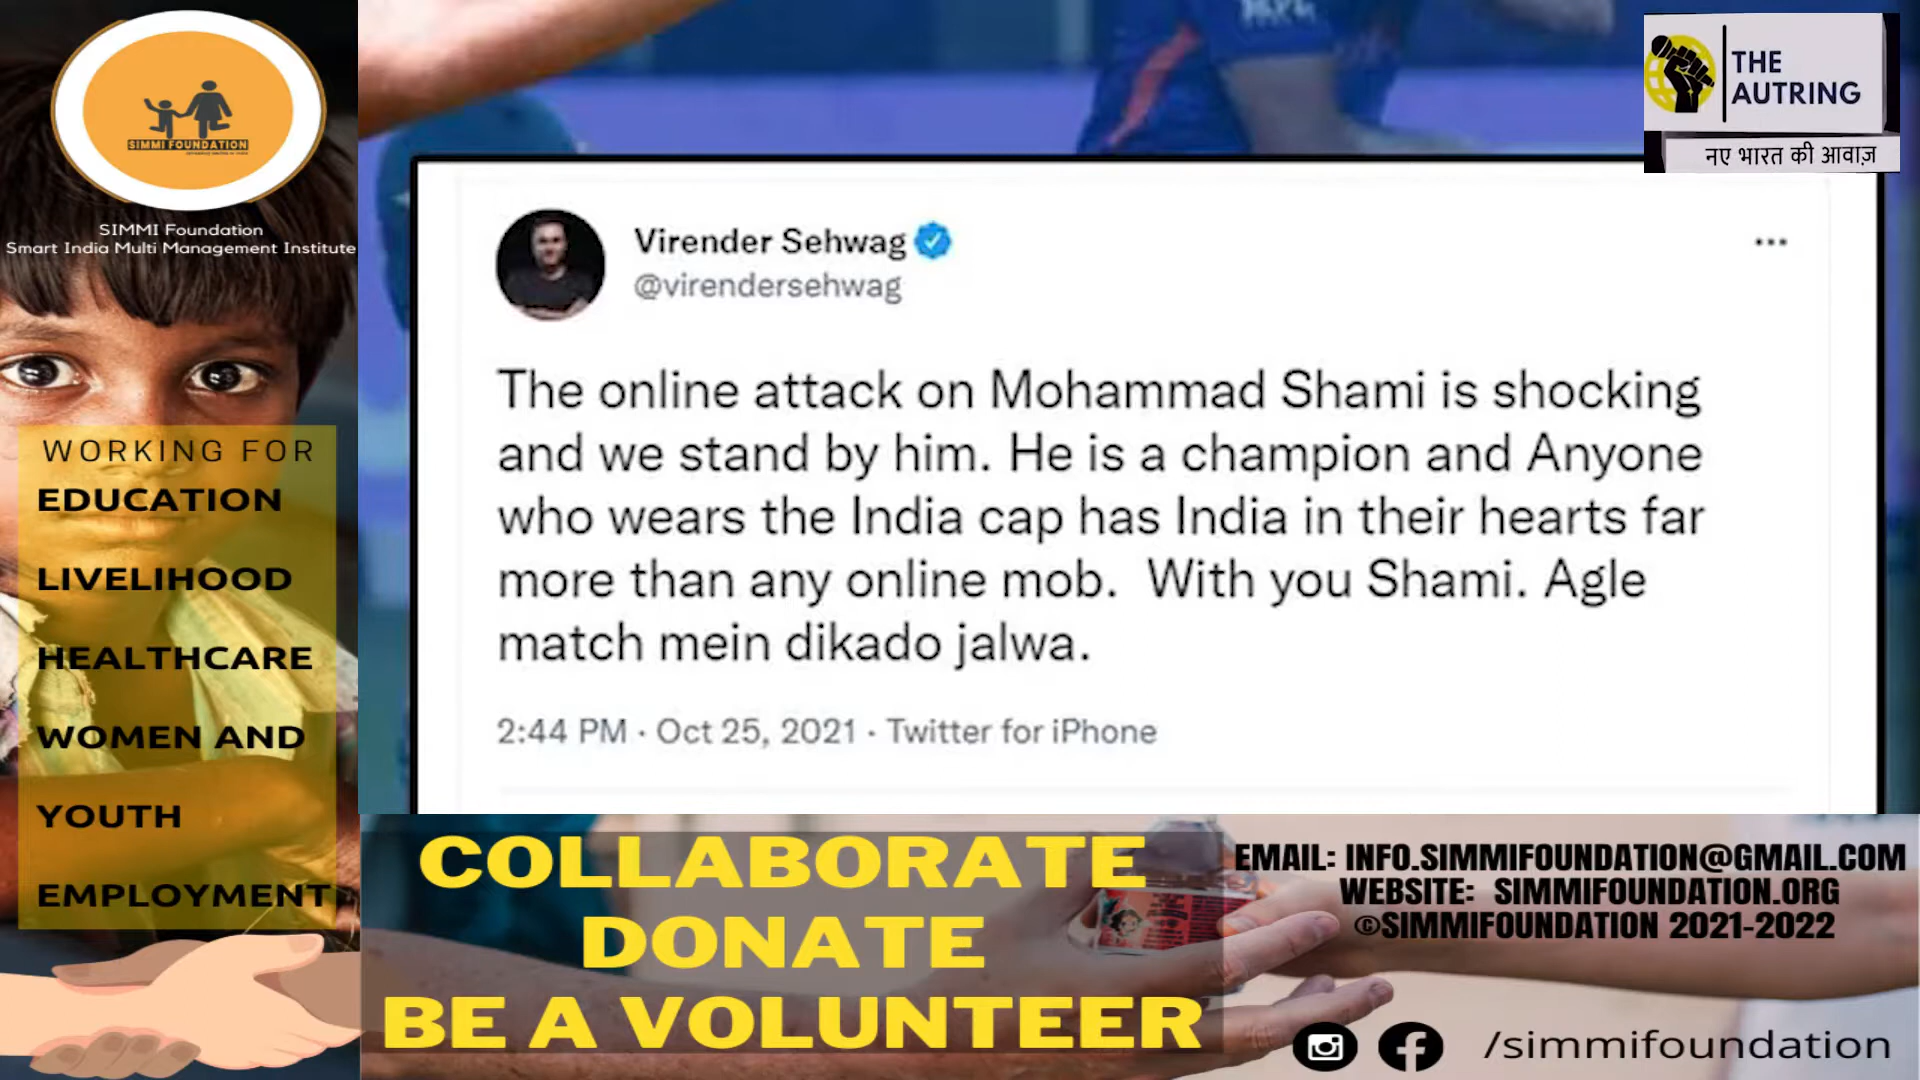 SIMMI FOUNDATION
SIMMI Foundation
Smart India Multi Management Institute
WORKING FOR
EDUCATION
LIVELIHOOD
HEALTHCARE
WOMEN AND
YOUTH
EMPLOYMENT
THE
AUTRING
नए भारत की आवाज़
Virender Sehwag
@virendersehwag
The online attack on Mohammad Shami is shocking
and we stand by him. He is a champion and Anyone
who wears the India cap has India in their hearts far
more than any online mob. With you Shami. Agle
match mein dikado jalwa.
2:44 PM · Oct 25, 2021 · Twitter for iPhone
COLLABORATE
DONATE
BE A VOLUNTEER
EMAIL: INFO.SIMMIFOUNDATION@GMAIL.COM
WEBSITE: SIMMIFOUNDATION.ORG
©SIMMIFOUNDATION 2021-2022
/simmifoundation